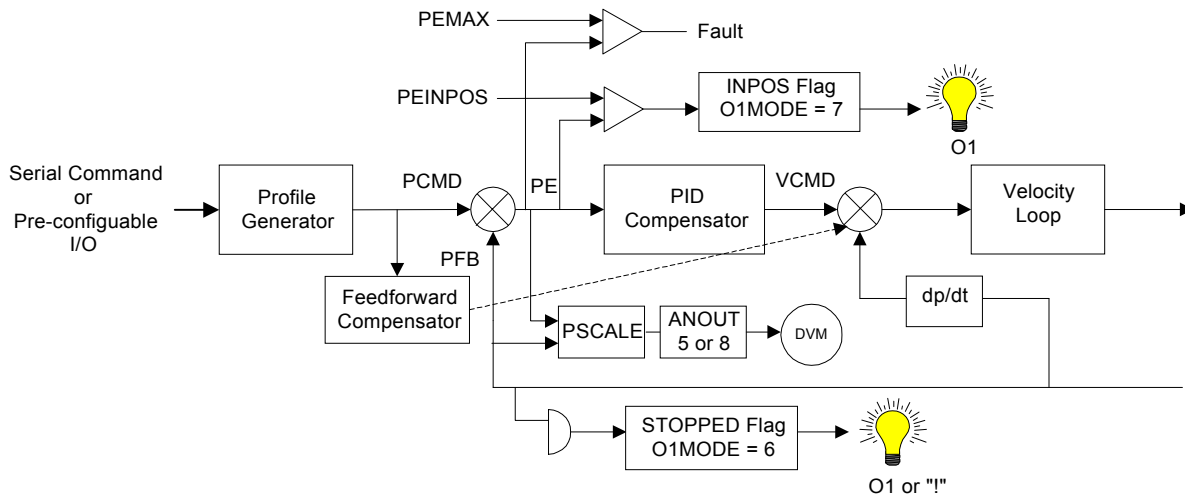 PEMAX
Fault
PEINPOS
INPOS Flag
O1MODE = 7
O1
Serial Command
or
Pre-configuable
I/O
Profile
Generator
PCMD
PE
PID
Compensator
VCMD
Velocity
Loop
PFB
Feedforward
Compensator
dp/dt
PSCALE
ANOUT
5 or 8
DVM
STOPPED Flag
O1MODE = 6
O1 or "!"